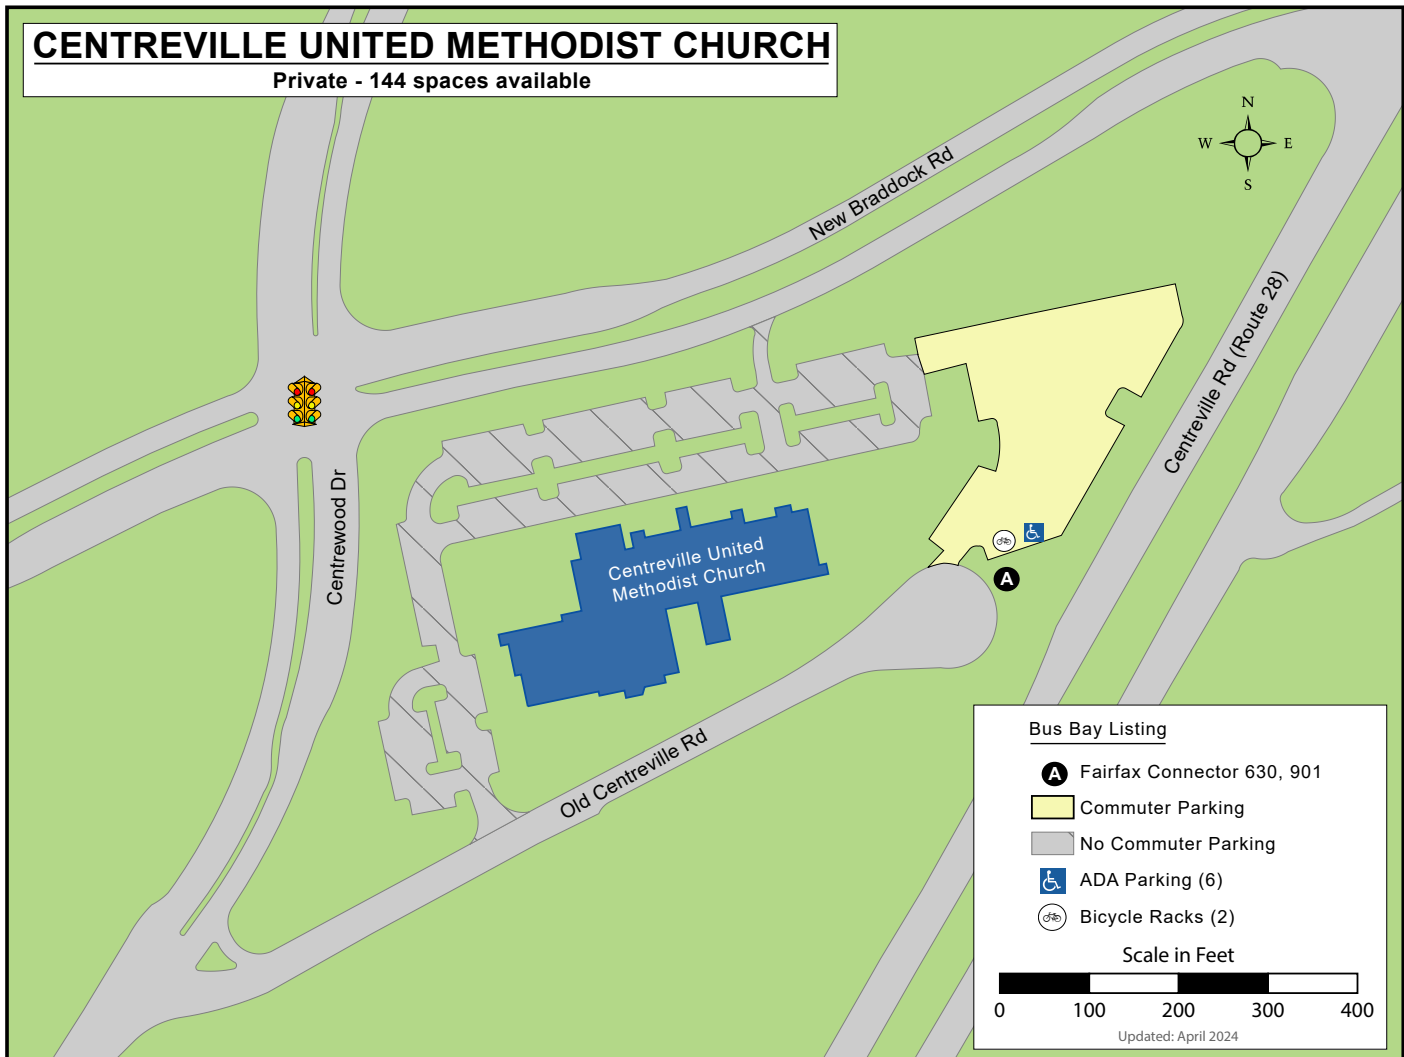 CENTREVILLE UNITED METHODIST CHURCH
Private - 144 spaces available
N
W E
S
New Braddock Rd
Centreville Rd (Route 28)
Centrewood Dr
Centreville United
Methodist Church
A
Old Centreville Rd
Bus Bay Listing
A Fairfax Connector 630, 901
Commuter Parking
No Commuter Parking
ADA Parking (6)
Bicycle Racks (2)
Scale in Feet
0 100 200 300 400
Updated: April 2024